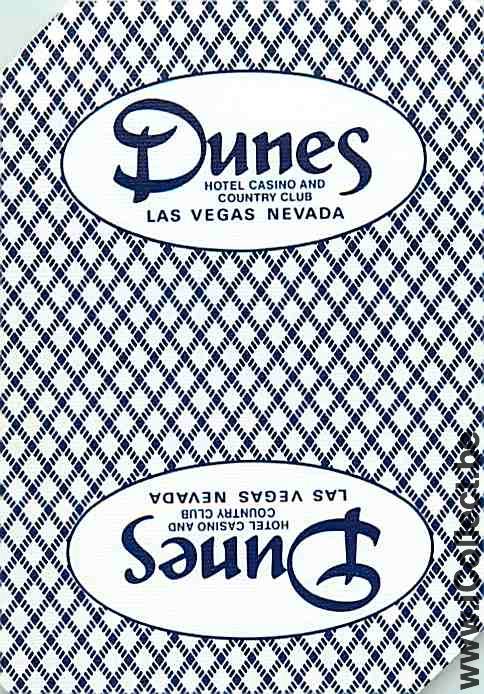 Dunes
HOTEL CASINO AND
COUNTRY CLUB
LAS VEGAS NEVADA
Dunes
HOTEL CASINO AND
COUNTRY CLUB
LAS VEGAS NEVADA
www.iCollect.be